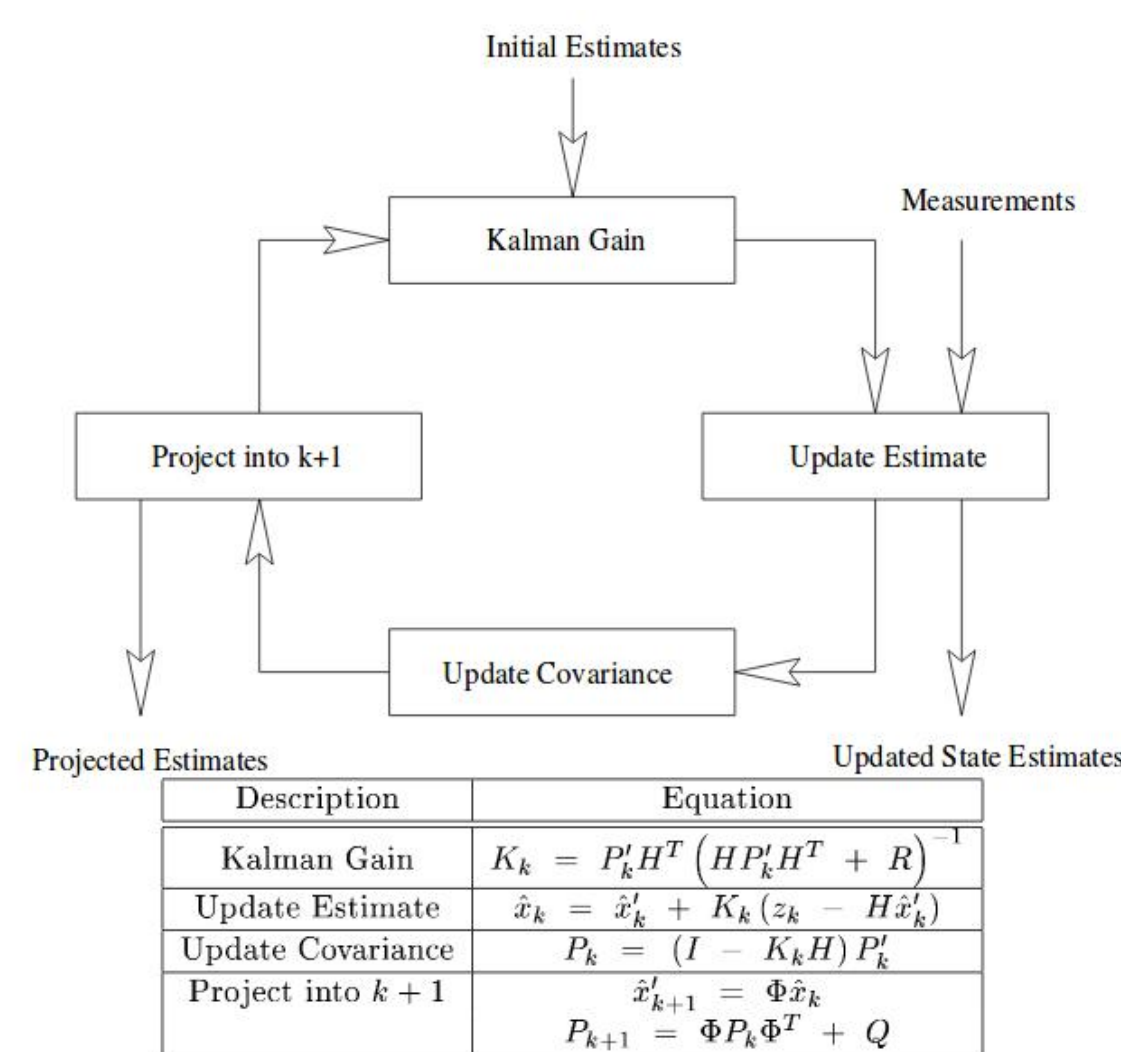 Initial Estimates
Measurements
Kalman Gain
Project into k+1
Update Estimate
Update Covariance
Projected Estimates
Updated State Estimates
Description Equation
Kalman Gain K_k = P'_k H^T (H P'_k H^T + R)^{-1}
Update Estimate x̂_k = x̂'_k + K_k (z_k − H x̂'_k)
Update Covariance P_k = (I − K_k H) P'_k
Project into k + 1 x̂'_{k+1} = Φ x̂_k
P_{k+1} = Φ P_k Φ^T + Q